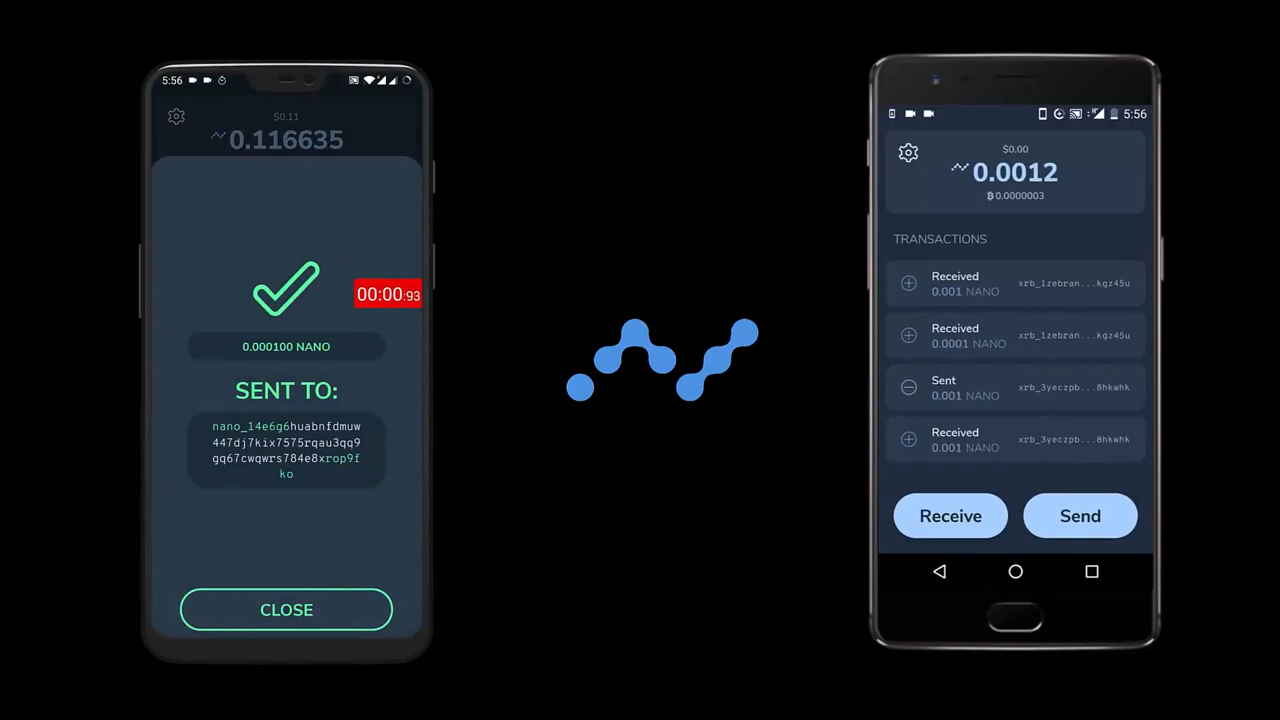 5:56
$0.11
0.116635
00:00:93
0.000100 NANO
SENT TO:
nano_14e6g6huabnfdmuw
447dj7kix7575rqau3qq9
gq67cwqwrs784e8xrop9f
ko
CLOSE
5:56
$0.00
0.0012
₿0.0000003
TRANSACTIONS
Received
0.001 NANO
xrb_1zebran...kgz45u
Received
0.0001 NANO
xrb_1zebran...kgz45u
Sent
0.001 NANO
xrb_3yeczpb...8hkwhk
Received
0.001 NANO
xrb_3yeczpb...8hkwhk
Receive
Send